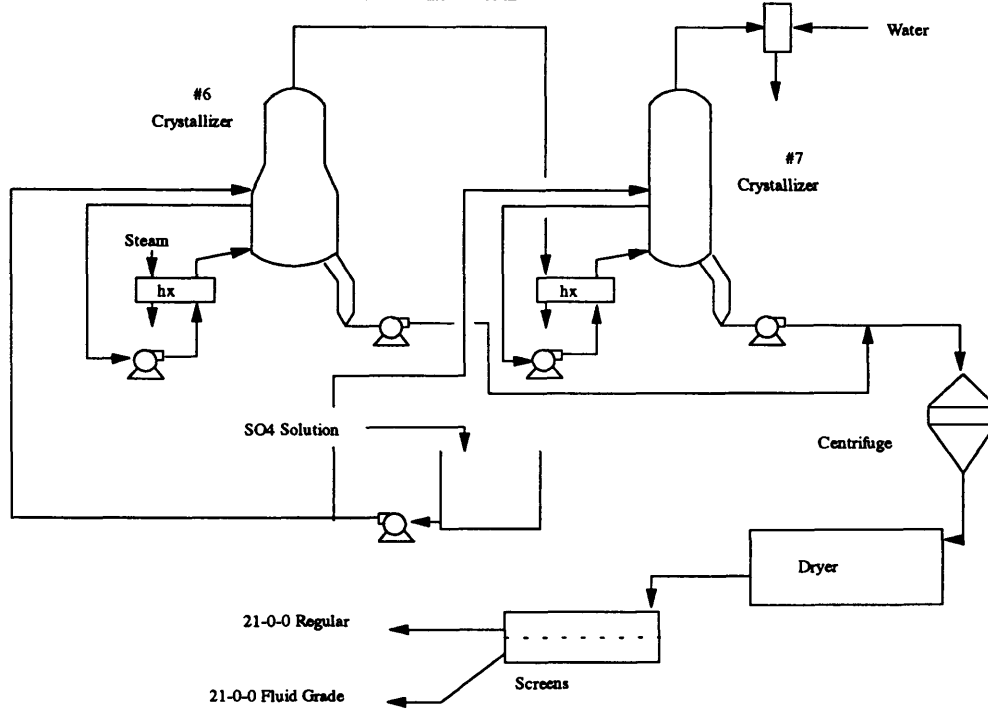 Water
#6
Crystallizer
#7
Crystallizer
Steam
hx
hx
SO4 Solution
Centrifuge
Dryer
21-0-0 Regular
Screens
21-0-0 Fluid Grade